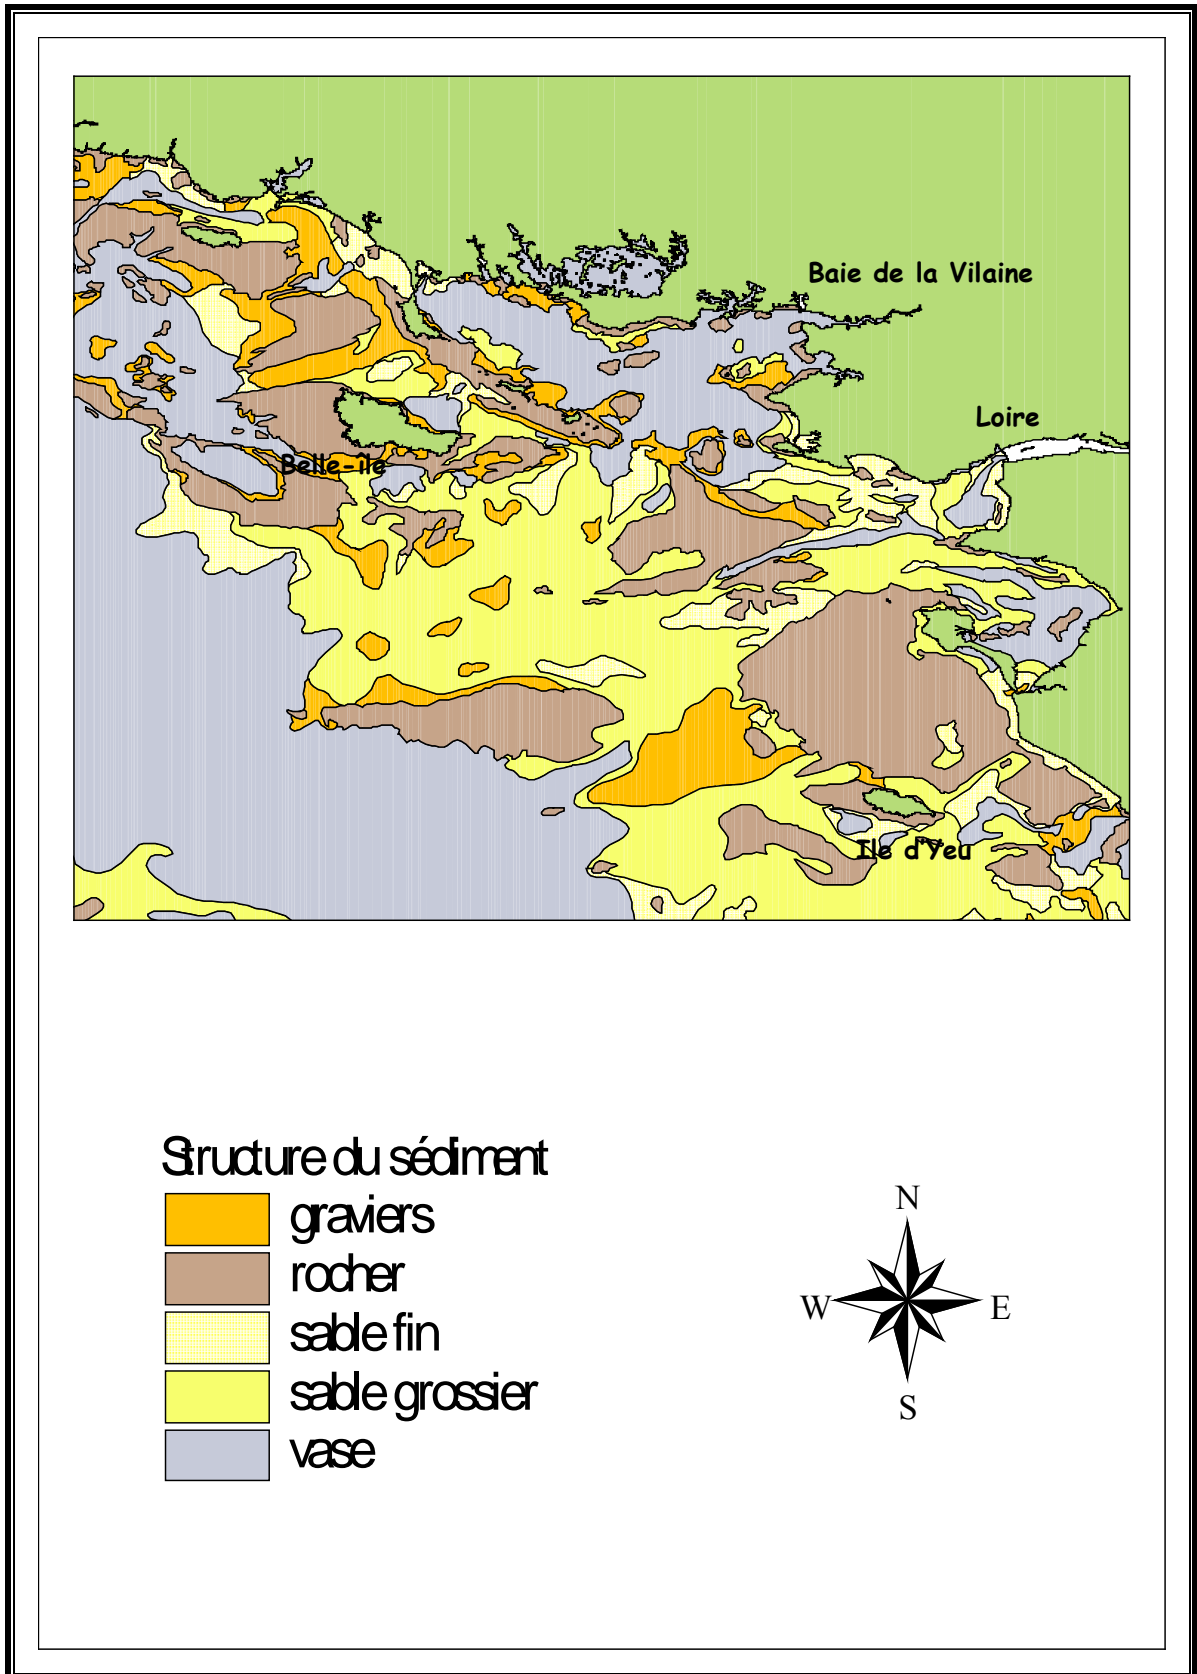 Baie de la Vilaine
Loire
Belle-île
Ile d'Yeu
Structure du sédiment
graviers
rocher
sable fin
sable grossier
vase
N
W E
S